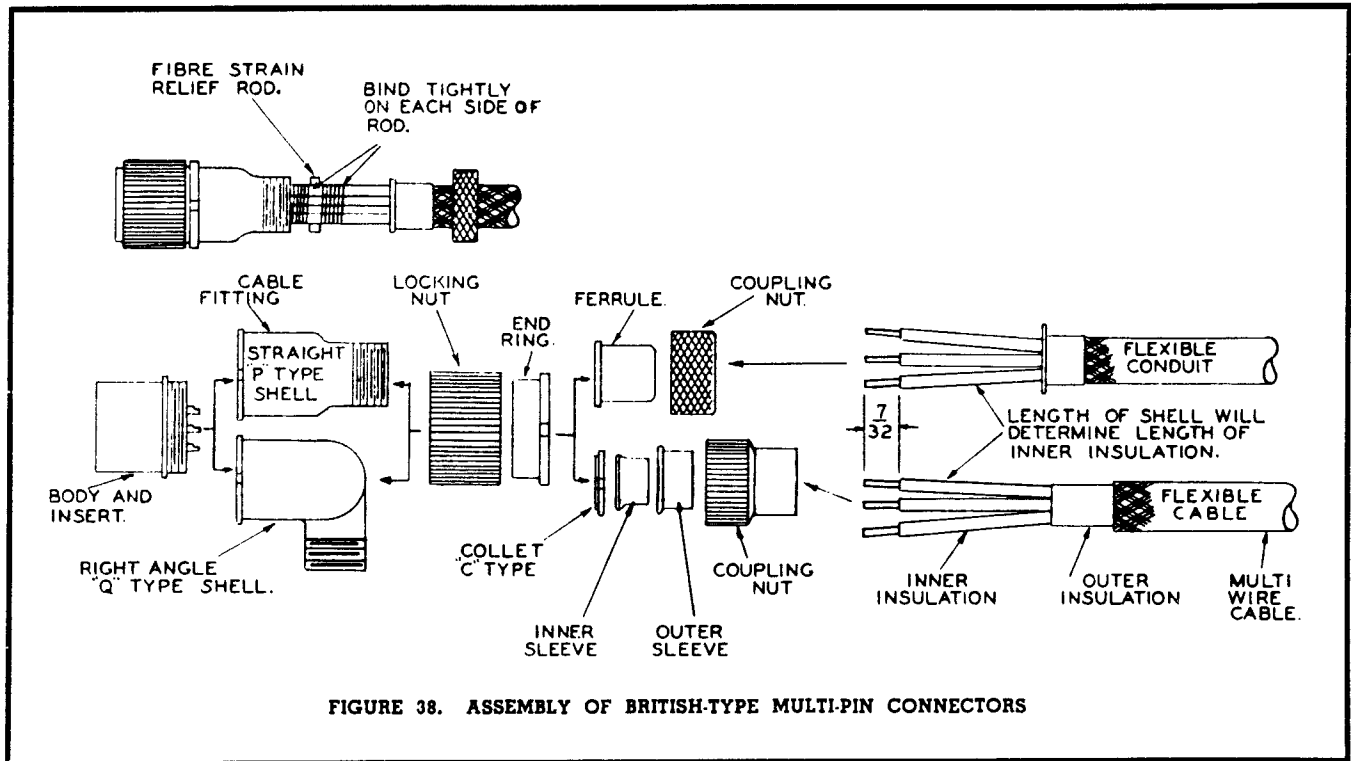 FIBRE STRAIN
RELIEF ROD.
BIND TIGHTLY
ON EACH SIDE OF
ROD.
CABLE
FITTING
LOCKING
NUT
END
RING.
FERRULE.
COUPLING
NUT.
STRAIGHT
"P" TYPE
SHELL
FLEXIBLE
CONDUIT
7
32
LENGTH OF SHELL WILL
DETERMINE LENGTH OF
INNER INSULATION.
BODY AND
INSERT.
RIGHT ANGLE
"Q" TYPE SHELL.
COLLET
"C" TYPE
INNER
SLEEVE
OUTER
SLEEVE
COUPLING
NUT
FLEXIBLE
CABLE
INNER
INSULATION
OUTER
INSULATION
MULTI
WIRE
CABLE.
FIGURE 38. ASSEMBLY OF BRITISH-TYPE MULTI-PIN CONNECTORS